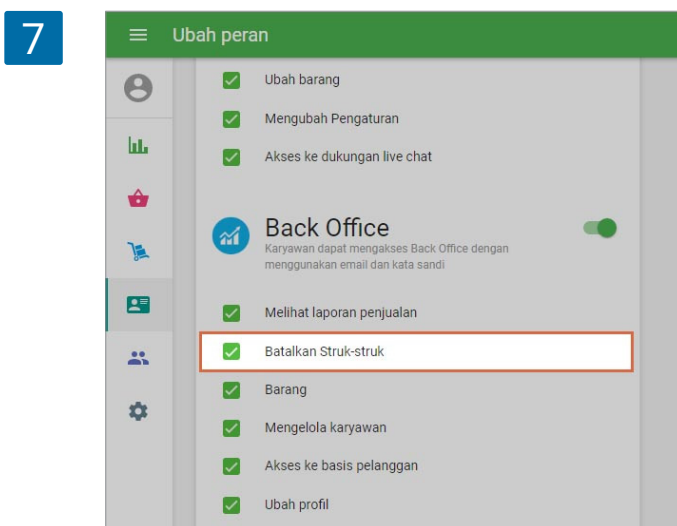 7
Ubah peran
Ubah barang
Mengubah Pengaturan
Akses ke dukungan live chat
Back Office
Karyawan dapat mengakses Back Office dengan
menggunakan email dan kata sandi
Melihat laporan penjualan
Batalkan Struk-struk
Barang
Mengelola karyawan
Akses ke basis pelanggan
Ubah profil